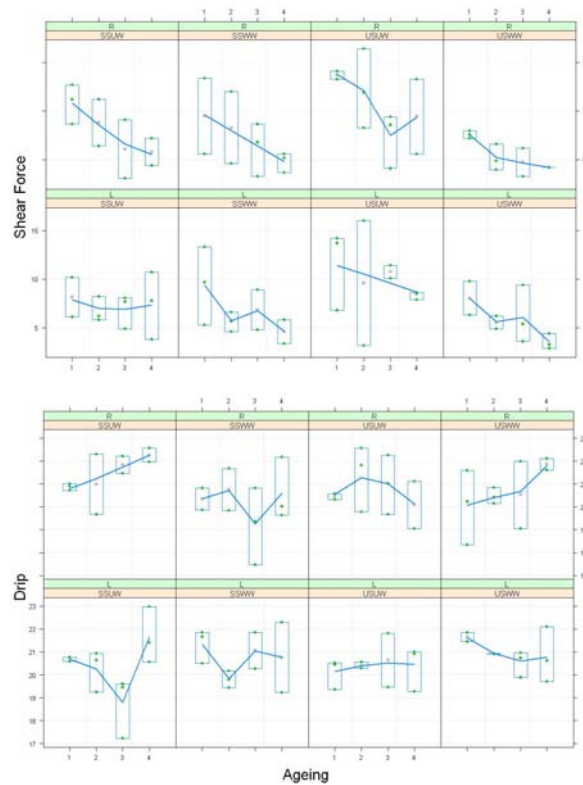 1 2 3 4 1 2 3 4
R R R R
SSUW SSWW USUW USWW
Shear Force
L L L L
SSUW SSWW USUW USWW
15
10
5
1 2 3 4 1 2 3 4
1 2 3 4 1 2 3 4
R R R R
SSUW SSWW USUW USWW
Drip
L L L L
SSUW SSWW USUW USWW
23
22
21
20
19
18
17
1 2 3 4 1 2 3 4
Ageing